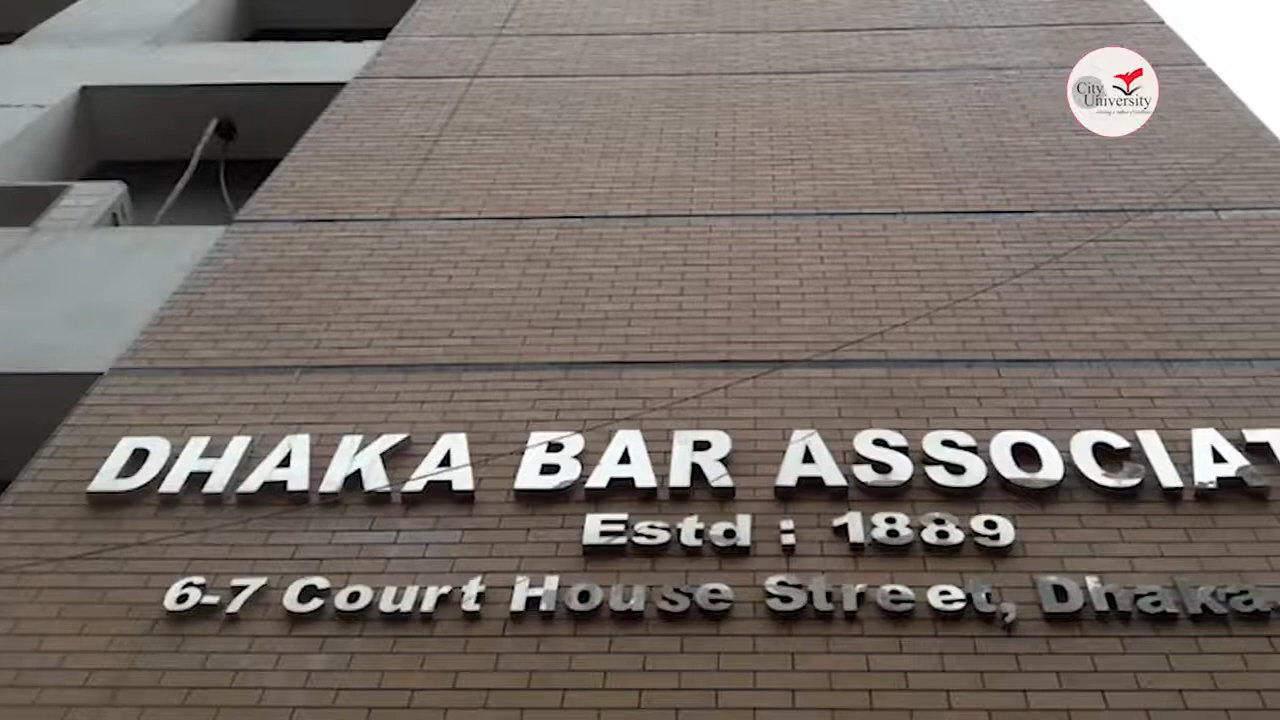 City
University
DHAKA BAR ASSOCIAT
Estd : 1889
6-7 Court House Street, Dhaka.